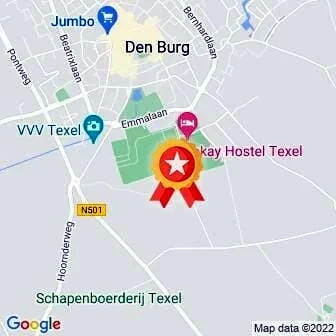 Jumbo
Bernhardlaan
Den Burg
Pontweg
Beatrixlaan
Emmalaan
VVV Texel
kay Hostel Texel
N501
Hoornderweg
Schapenboerderij Texel
Google
Map data ©2022